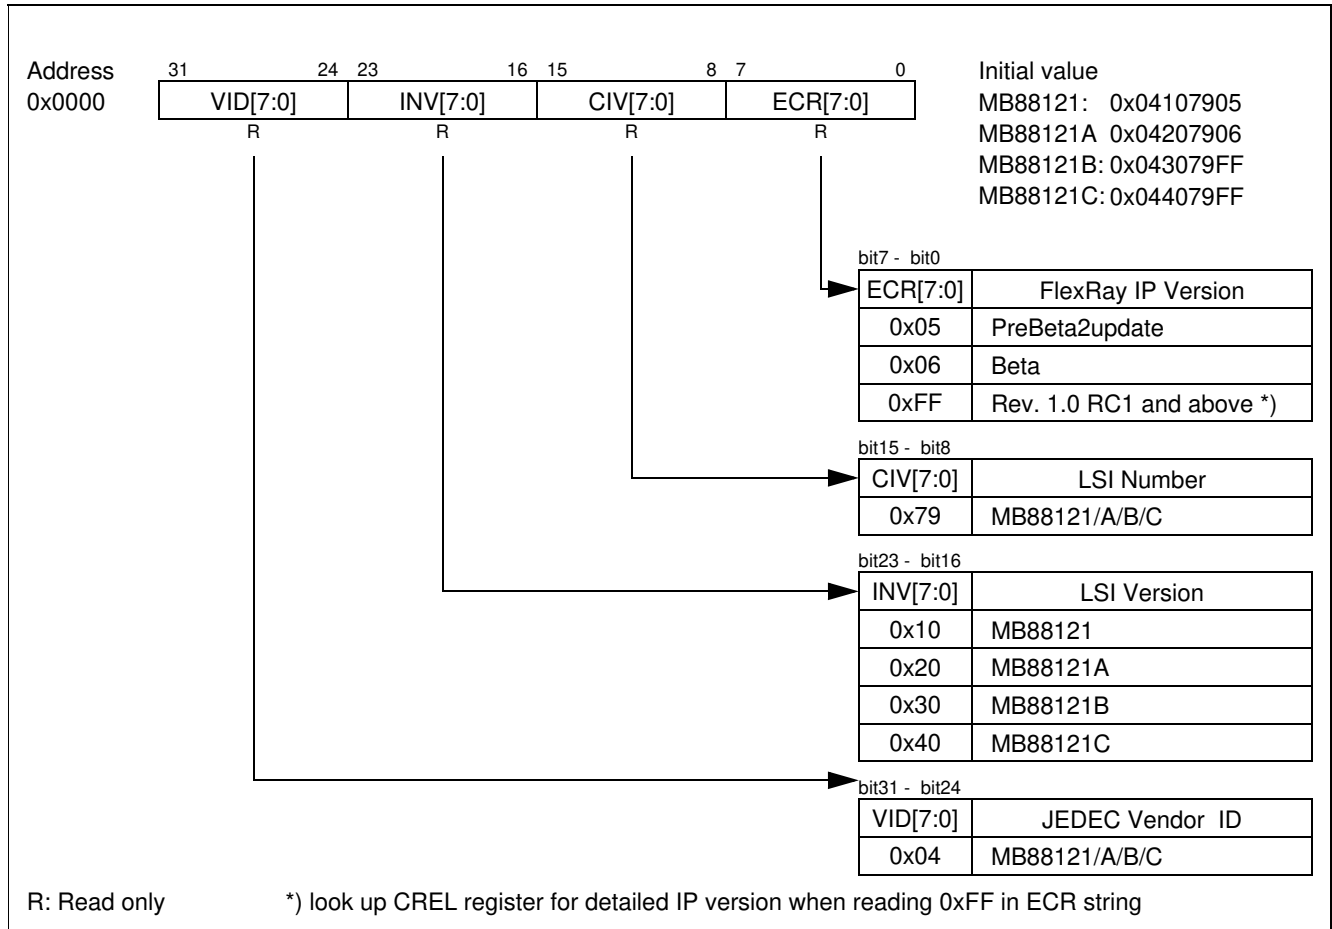 Address 31 24 23 16 15 8 7 0 Initial value
0x0000 VID[7:0] INV[7:0] CIV[7:0] ECR[7:0] MB88121: 0x04107905
R R R R MB88121A 0x04207906
MB88121B: 0x043079FF
MB88121C: 0x044079FF
bit7 - bit0
ECR[7:0] FlexRay IP Version
0x05 PreBeta2update
0x06 Beta
0xFF Rev. 1.0 RC1 and above *)
bit15 - bit8
CIV[7:0] LSI Number
0x79 MB88121/A/B/C
bit23 - bit16
INV[7:0] LSI Version
0x10 MB88121
0x20 MB88121A
0x30 MB88121B
0x40 MB88121C
bit31 - bit24
VID[7:0] JEDEC Vendor ID
0x04 MB88121/A/B/C
R: Read only *) look up CREL register for detailed IP version when reading 0xFF in ECR string